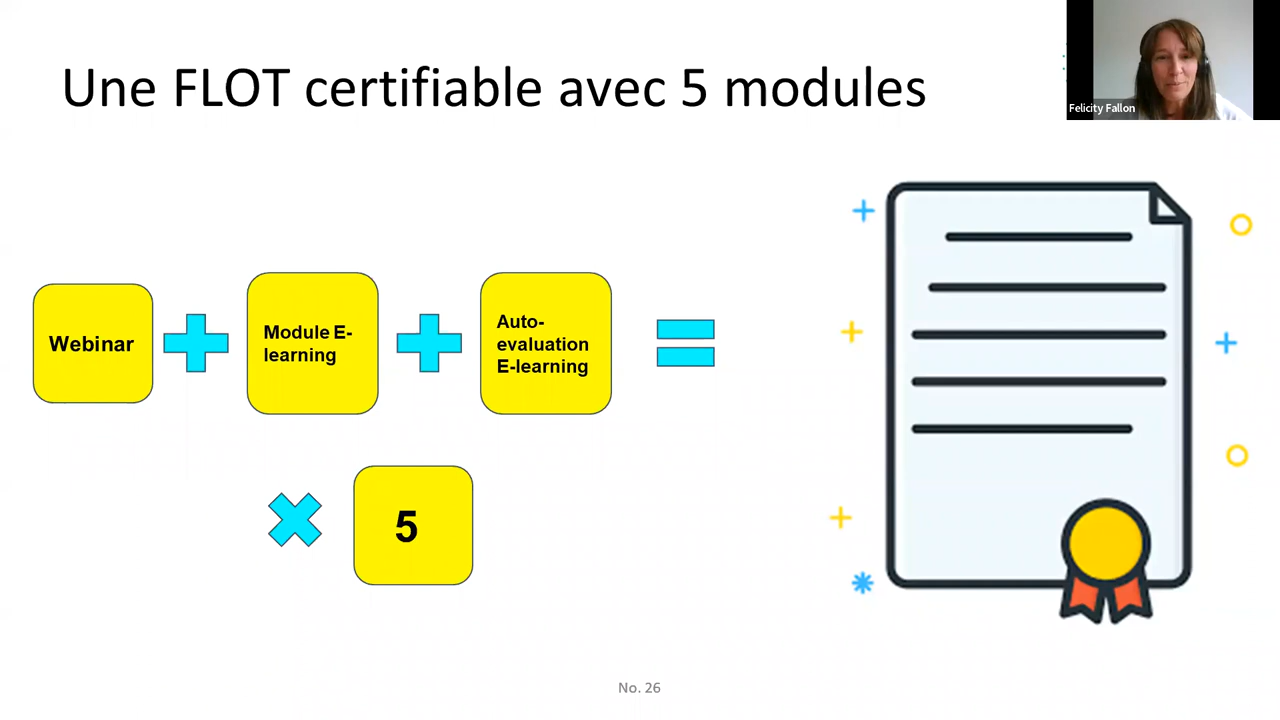 Une FLOT certifiable avec 5 modules
Felicity Fallon
Webinar
Module E-
learning
Auto-
evaluation
E-learning
5
No. 26